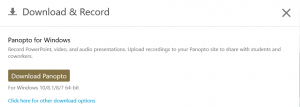 Download & Record
Panopto for Windows
Record PowerPoint, video, and audio presentations. Upload recordings to your Panopto site to share with students and
coworkers.
Download Panopto
For Windows 10/8.1/8/7 64-bit
Click here for other download options